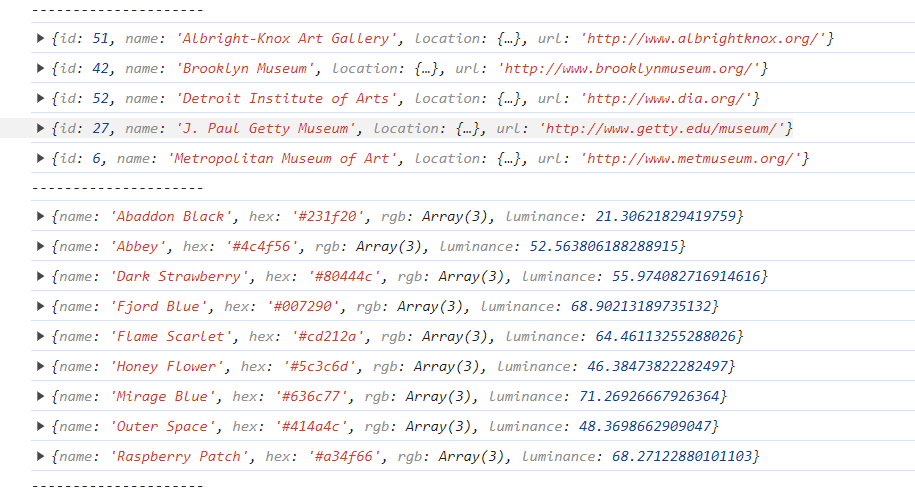 ---------------------
▶ {id: 51, name: 'Albright-Knox Art Gallery', location: {…}, url: 'http://www.albrightknox.org/'}
▶ {id: 42, name: 'Brooklyn Museum', location: {…}, url: 'http://www.brooklynmuseum.org/'}
▶ {id: 52, name: 'Detroit Institute of Arts', location: {…}, url: 'http://www.dia.org/'}
▶ {id: 27, name: 'J. Paul Getty Museum', location: {…}, url: 'http://www.getty.edu/museum/'}
▶ {id: 6, name: 'Metropolitan Museum of Art', location: {…}, url: 'http://www.metmuseum.org/'}
---------------------
▶ {name: 'Abaddon Black', hex: '#231f20', rgb: Array(3), luminance: 21.30621829419759}
▶ {name: 'Abbey', hex: '#4c4f56', rgb: Array(3), luminance: 52.563806188288915}
▶ {name: 'Dark Strawberry', hex: '#80444c', rgb: Array(3), luminance: 55.974082716914616}
▶ {name: 'Fjord Blue', hex: '#007290', rgb: Array(3), luminance: 68.90213189735132}
▶ {name: 'Flame Scarlet', hex: '#cd212a', rgb: Array(3), luminance: 64.46113255288026}
▶ {name: 'Honey Flower', hex: '#5c3c6d', rgb: Array(3), luminance: 46.38473822282497}
▶ {name: 'Mirage Blue', hex: '#636c77', rgb: Array(3), luminance: 71.26926667926364}
▶ {name: 'Outer Space', hex: '#414a4c', rgb: Array(3), luminance: 48.3698662909047}
▶ {name: 'Raspberry Patch', hex: '#a34f66', rgb: Array(3), luminance: 68.27122880101103}
---------------------